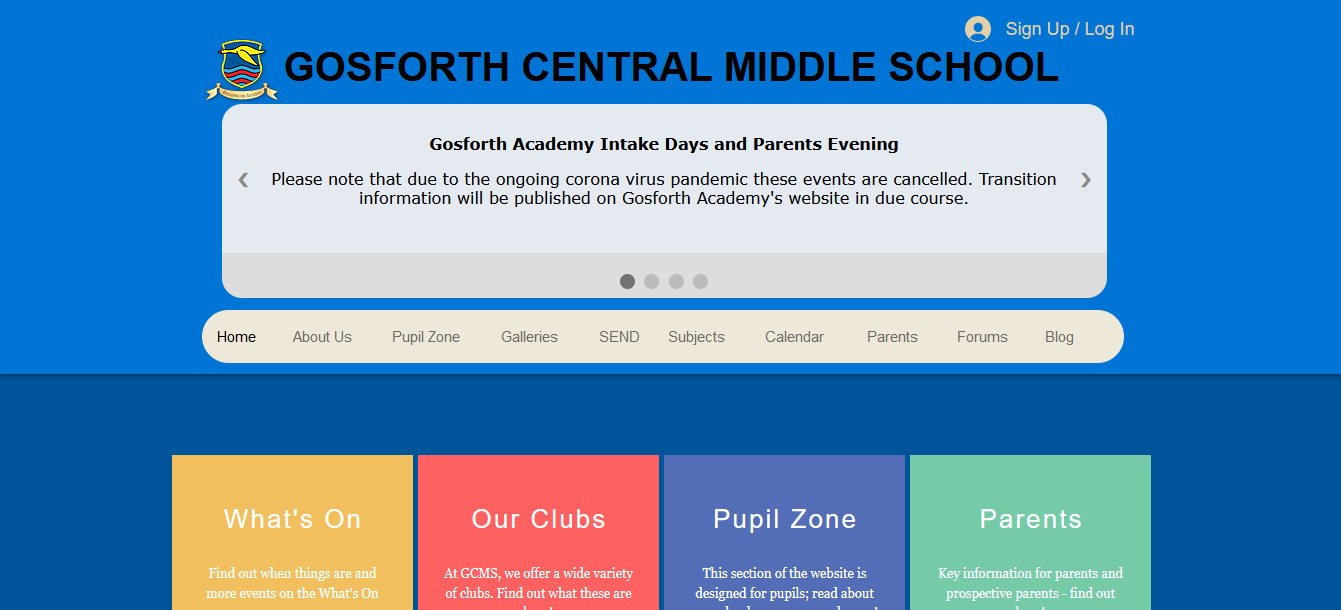 Sign Up / Log In
GOSFORTH CENTRAL MIDDLE SCHOOL
Gosforth Academy Intake Days and Parents Evening
Please note that due to the ongoing corona virus pandemic these events are cancelled. Transition
information will be published on Gosforth Academy's website in due course.
Home About Us Pupil Zone Galleries SEND Subjects Calendar Parents Forums Blog
What's On
Find out when things are and
more events on the What's On
Our Clubs
At GCMS, we offer a wide variety
of clubs. Find out what these are
Pupil Zone
This section of the website is
designed for pupils; read about
Parents
Key information for parents and
prospective parents - find out